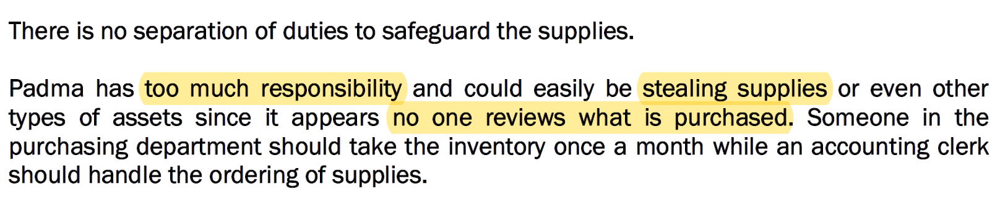 There is no separation of duties to safeguard the supplies.
Padma has too much responsibility and could easily be stealing supplies or even other
types of assets since it appears no one reviews what is purchased. Someone in the
purchasing department should take the inventory once a month while an accounting clerk
should handle the ordering of supplies.